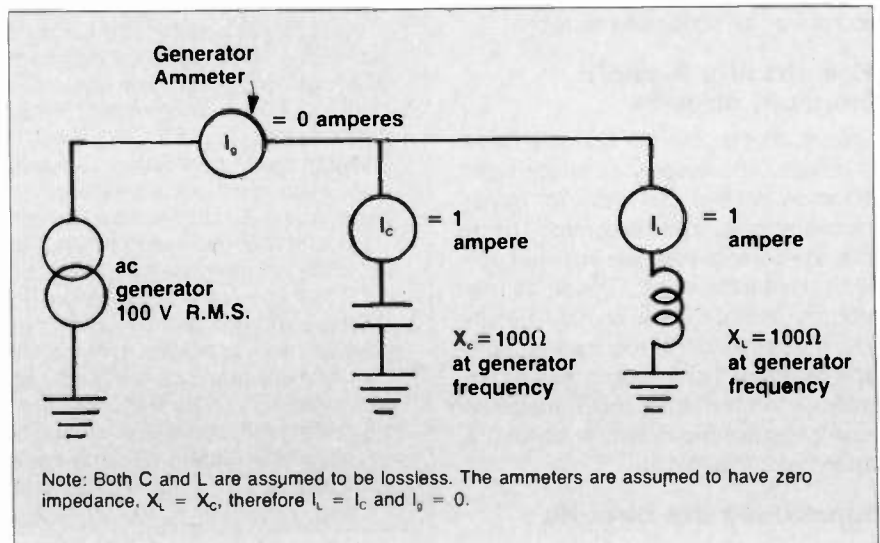 Generator
Ammeter
Ig
= 0 amperes
ac
generator
100 V R.M.S.
Ic
= 1
ampere
Xc = 100Ω
at generator
frequency
IL
= 1
ampere
XL = 100Ω
at generator
frequency
Note: Both C and L are assumed to be lossless. The ammeters are assumed to have zero
impedance. XL = XC, therefore IL = IC and Ig = 0.